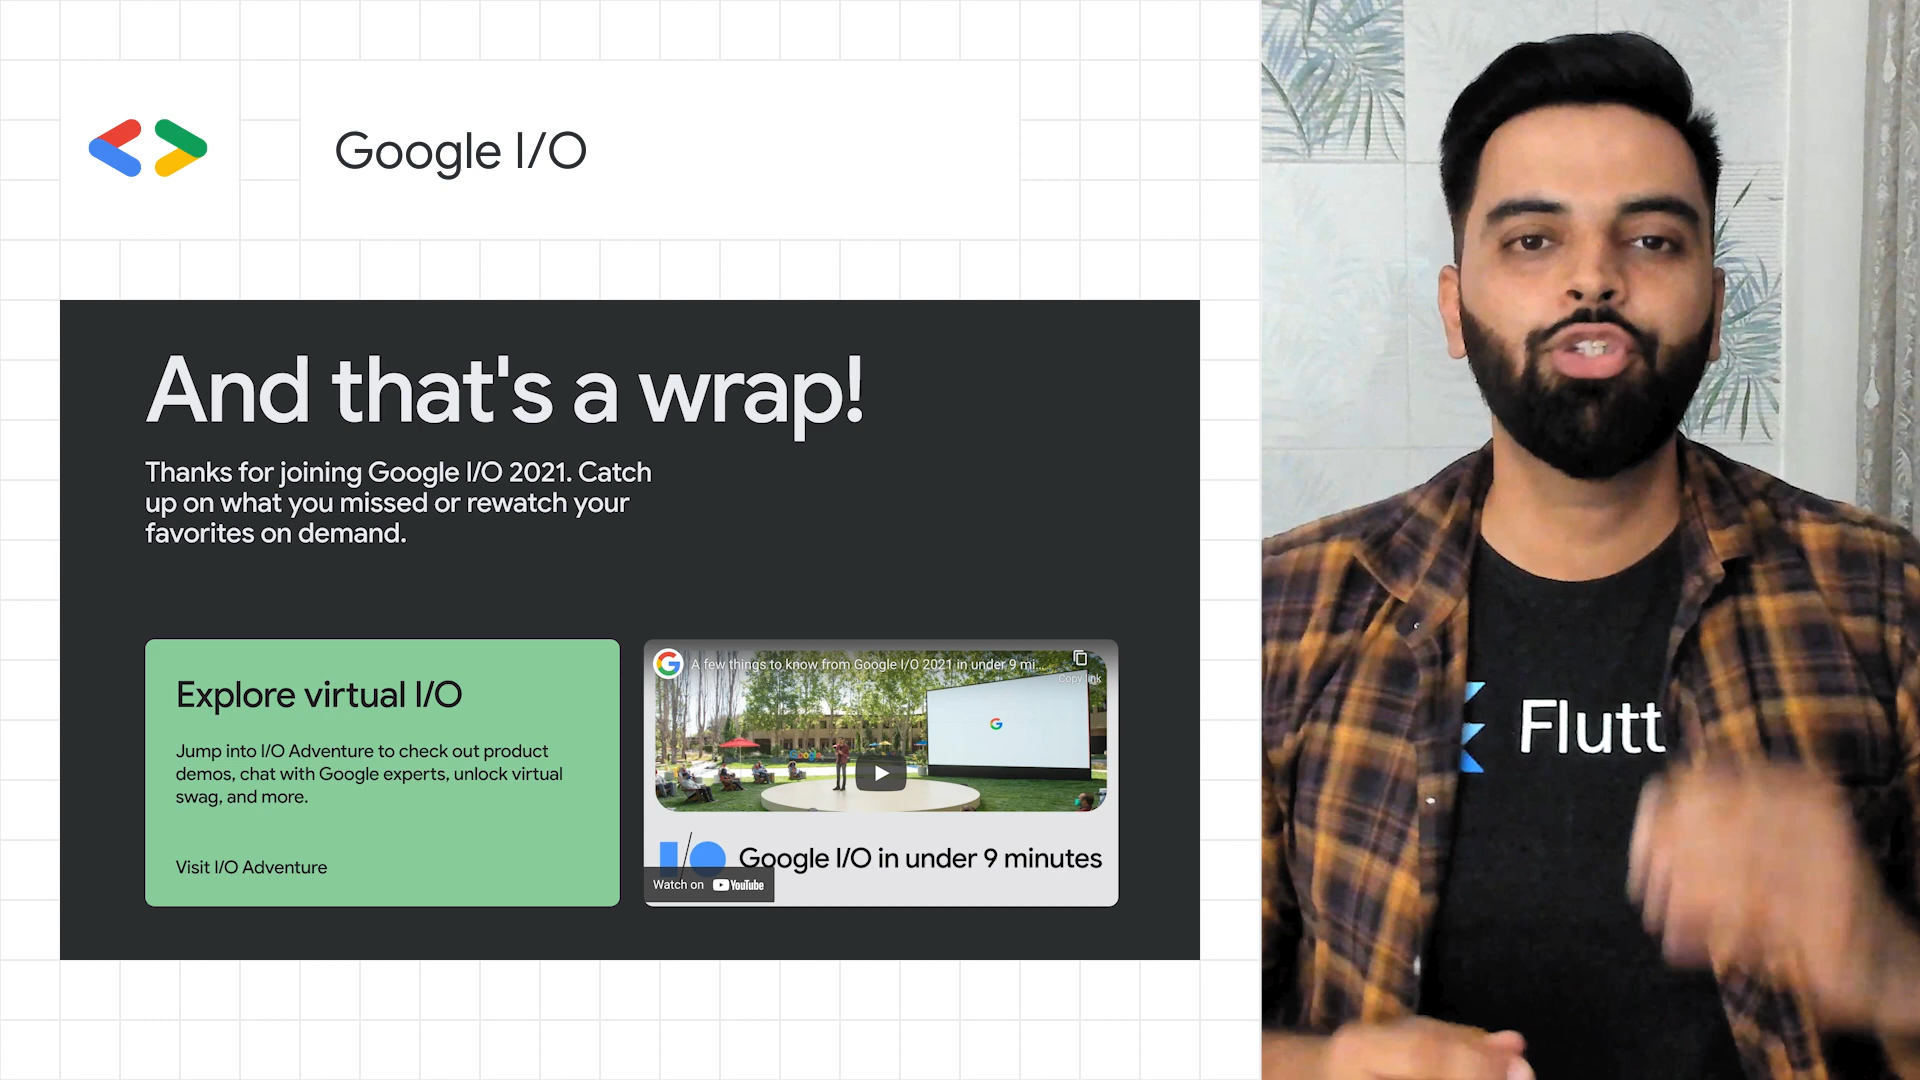 Google I/O
And that's a wrap!
Thanks for joining Google I/O 2021. Catch
up on what you missed or rewatch your
favorites on demand.
Explore virtual I/O
Jump into I/O Adventure to check out product
demos, chat with Google experts, unlock virtual
swag, and more.
Visit I/O Adventure
A few things to know from Google I/O 2021 in under 9 mi...
Copy link
I/O Google I/O in under 9 minutes
Watch on YouTube
Flutt